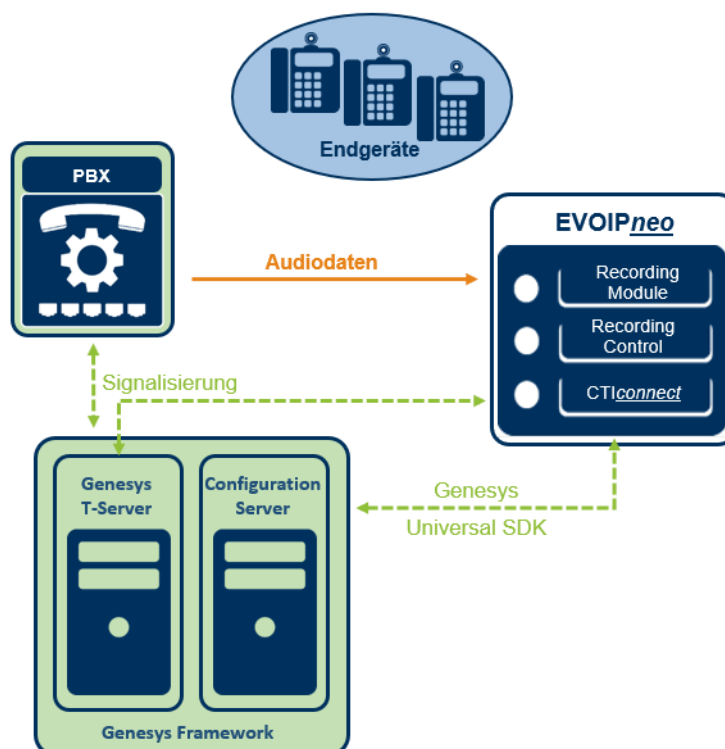 Endgeräte
PBX
EVOIPneo
Audiodaten
Recording
Module
Recording
Control
CTIconnect
Signalisierung
Genesys
T-Server
Configuration
Server
Genesys
Universal SDK
Genesys Framework